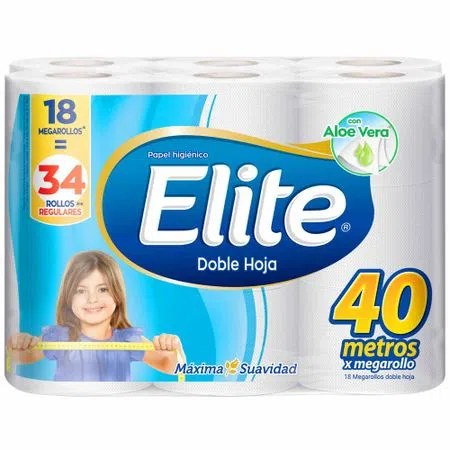 18
MEGAROLLOS*
=
34
ROLLOS **
REGULARES
con
Aloe Vera
Papel higiénico
Elite®
Doble Hoja
40
metros
x megarollo
18 Megarollos doble hoja
Máxima Suavidad